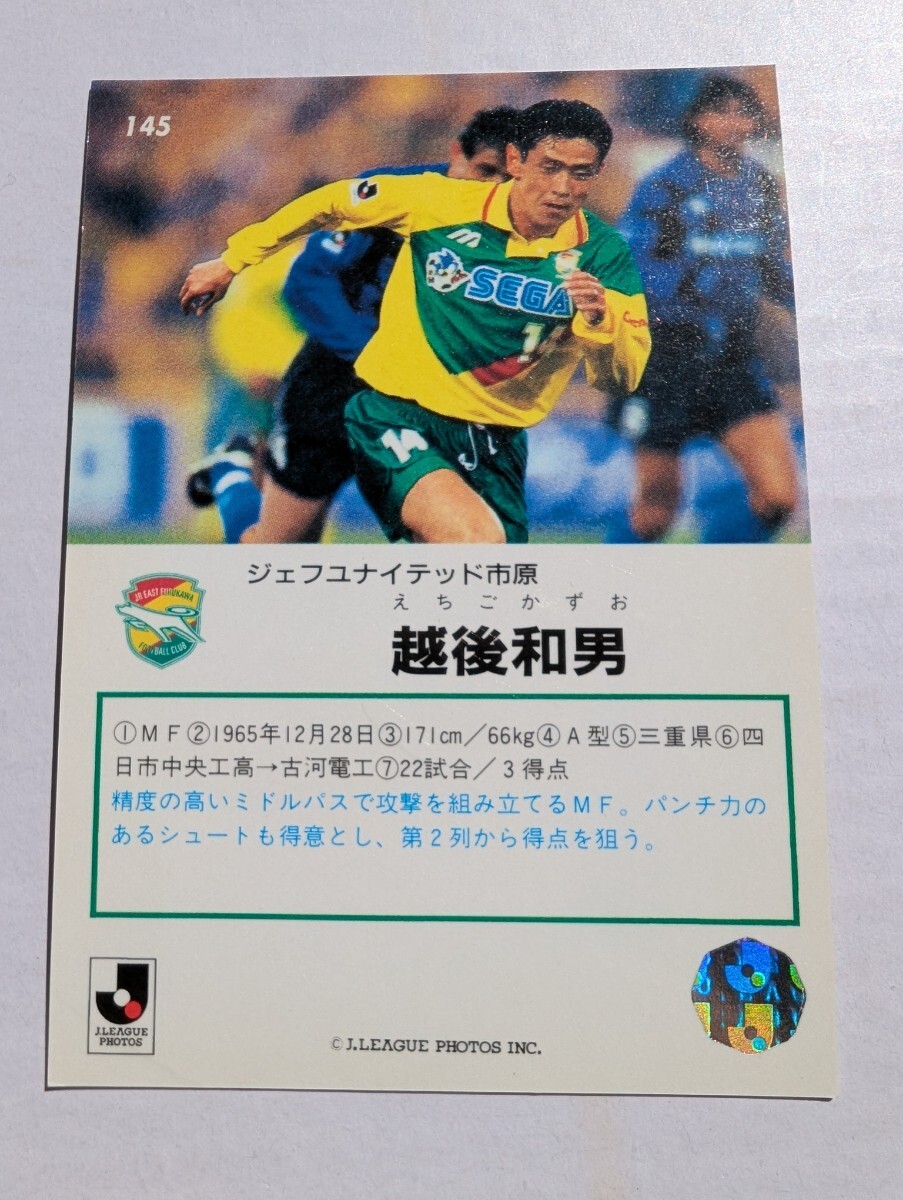 145
SEGA
14
ジェフユナイテッド市原
JR EAST FURUKAWA
FOOTBALL CLUB
えちごかずお
越後和男
①MF②1965年12月28日③171cm／66kg④A型⑤三重県⑥四
日市中央工高→古河電工⑦22試合／3得点
精度の高いミドルパスで攻撃を組み立てるMF。パンチ力の
あるシュートも得意とし、第2列から得点を狙う。
J.LEAGUE
PHOTOS
©J.LEAGUE PHOTOS INC.